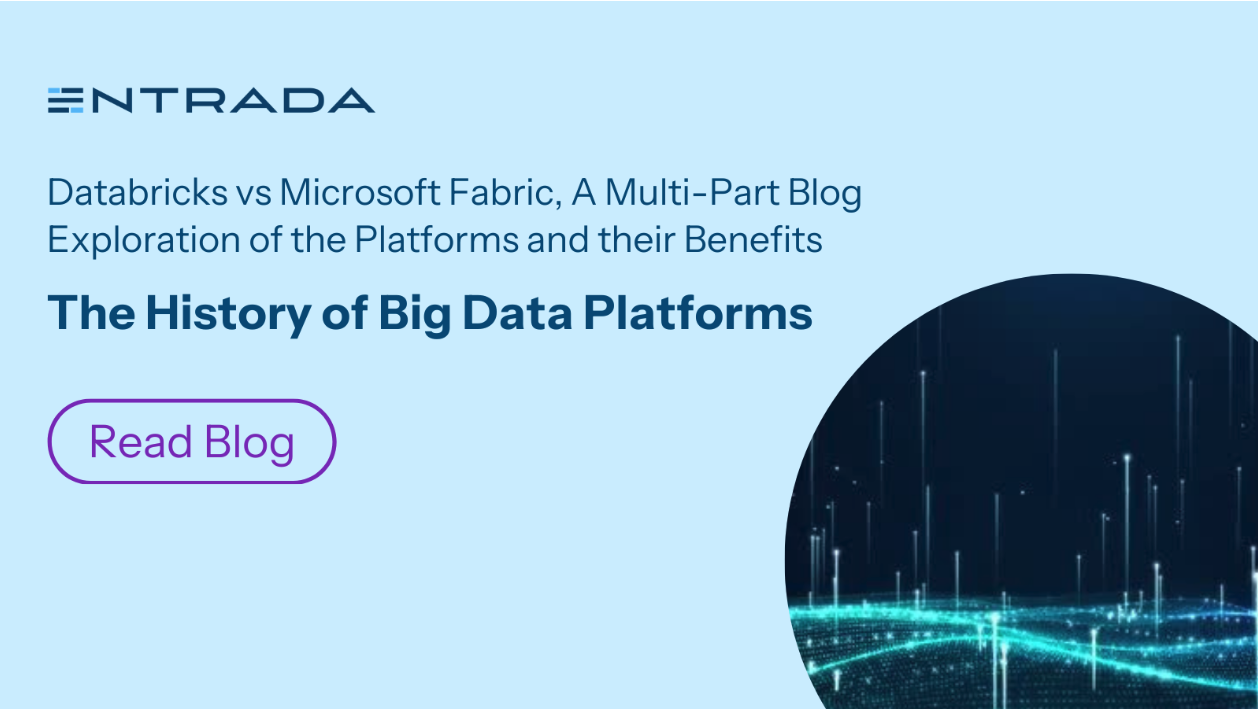 ENTRADA
Databricks vs Microsoft Fabric, A Multi-Part Blog
Exploration of the Platforms and their Benefits
The History of Big Data Platforms
Read Blog